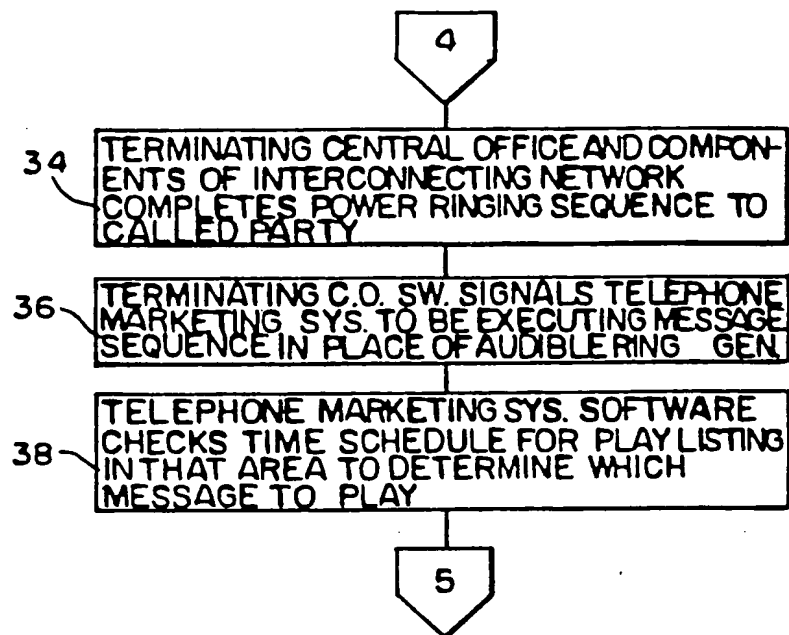 4
34
TERMINATING CENTRAL OFFICE AND COMPON-
ENTS OF INTERCONNECTING NETWORK
COMPLETES POWER RINGING SEQUENCE TO
CALLED PARTY
36
TERMINATING C.O. SW. SIGNALS TELEPHONE
MARKETING SYS. TO BE EXECUTING MESSAGE
SEQUENCE IN PLACE OF AUDIBLE RING GEN.
38
TELEPHONE MARKETING SYS. SOFTWARE
CHECKS TIME SCHEDULE FOR PLAY LISTING
IN THAT AREA TO DETERMINE WHICH
MESSAGE TO PLAY
5